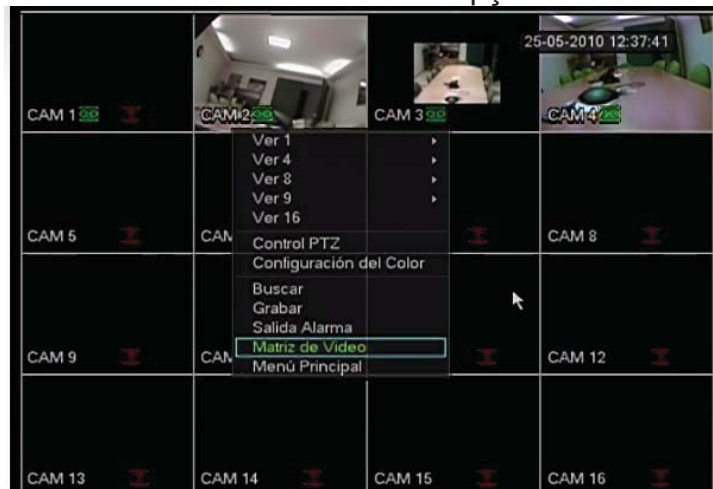 25-05-2010 12:37:41
CAM 1
CAM 2
CAM 3
CAM 4
Ver 1
Ver 4
Ver 8
Ver 9
Ver 16
Control PTZ
Configuración del Color
Buscar
Grabar
Salida Alarma
Matriz de Video
Menú Principal
CAM 5
CAM 8
CAM 9
CAM 12
CAM 13
CAM 14
CAM 15
CAM 16